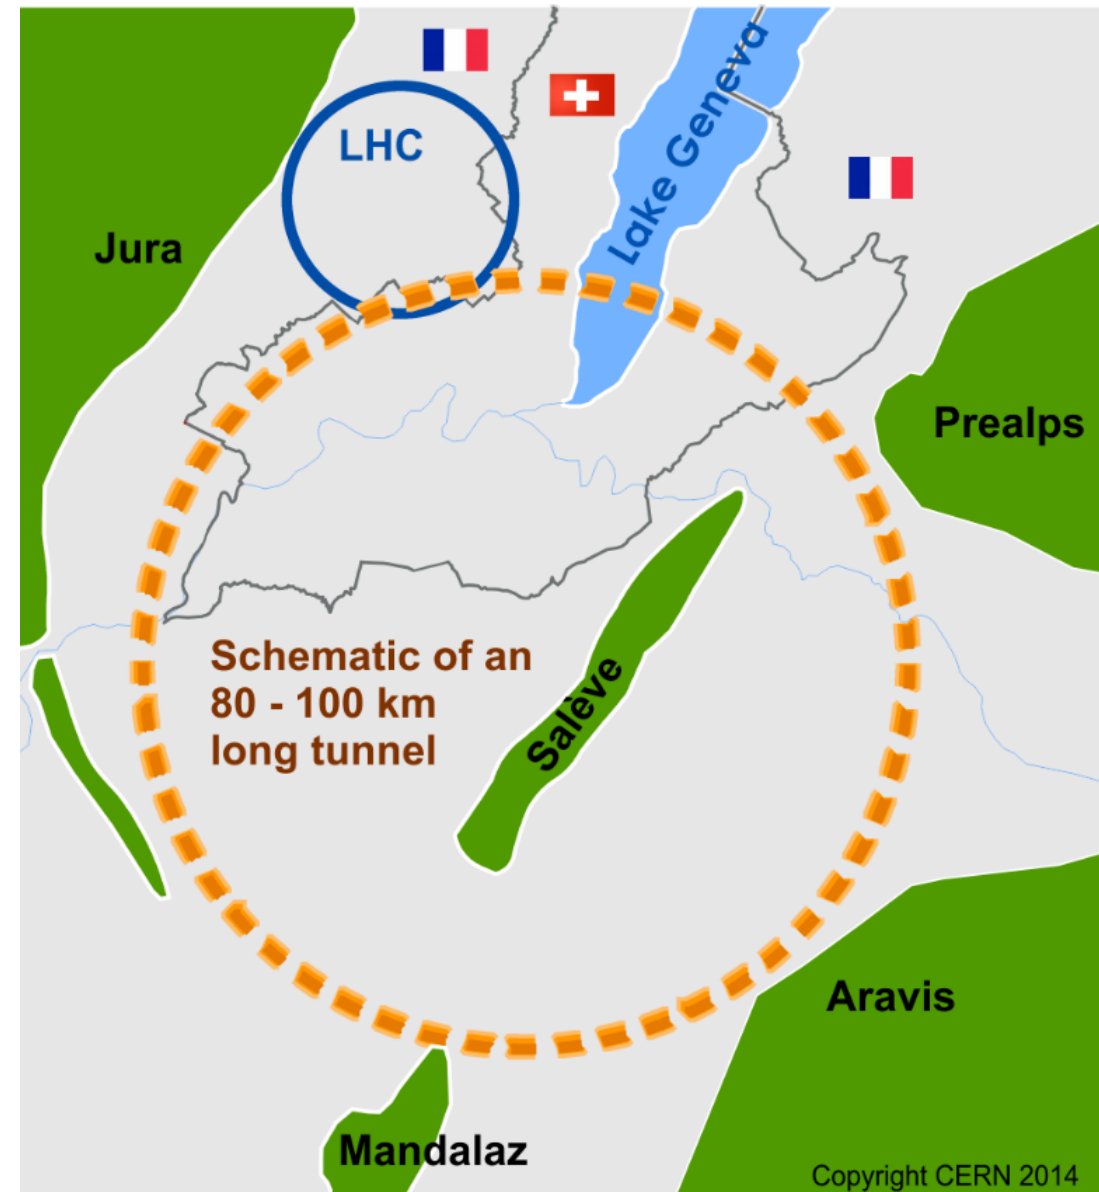 LHC
Lake Geneva
Jura
Prealps
Schematic of an
80 - 100 km
long tunnel
Salève
Aravis
Mandalaz
Copyright CERN 2014